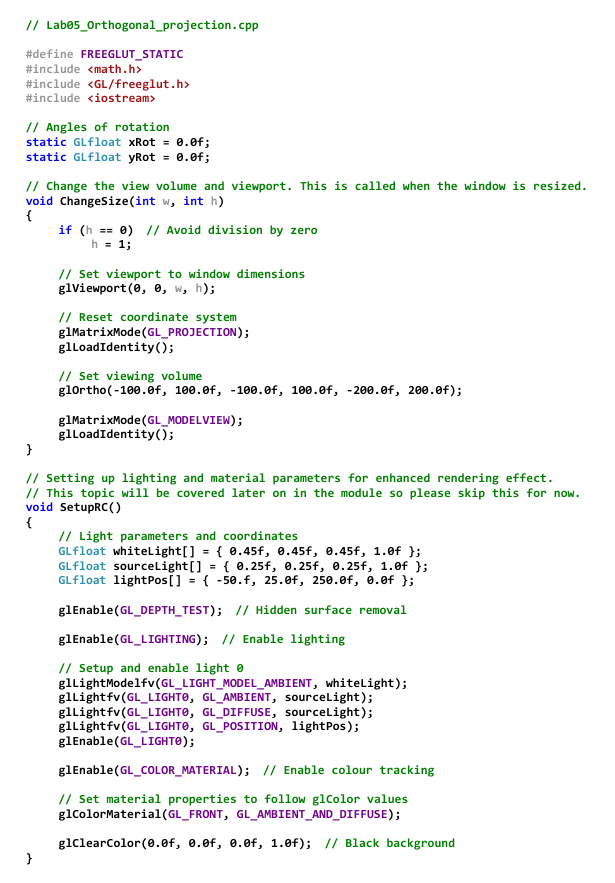 // Lab05_Orthogonal_projection.cpp
#define FREEGLUT_STATIC
#include <math.h>
#include <GL/freeglut.h>
#include <iostream>
// Angles of rotation
static GLfloat xRot = 0.0f;
static GLfloat yRot = 0.0f;
// Change the view volume and viewport. This is called when the window is resized.
void ChangeSize(int w, int h)
{
if (h == 0) // Avoid division by zero
h = 1;
// Set viewport to window dimensions
glViewport(0, 0, w, h);
// Reset coordinate system
glMatrixMode(GL_PROJECTION);
glLoadIdentity();
// Set viewing volume
glOrtho(-100.0f, 100.0f, -100.0f, 100.0f, -200.0f, 200.0f);
glMatrixMode(GL_MODELVIEW);
glLoadIdentity();
}
// Setting up lighting and material parameters for enhanced rendering effect.
// This topic will be covered later on in the module so please skip this for now.
void SetupRC()
{
// Light parameters and coordinates
GLfloat whiteLight[] = { 0.45f, 0.45f, 0.45f, 1.0f };
GLfloat sourceLight[] = { 0.25f, 0.25f, 0.25f, 1.0f };
GLfloat lightPos[] = { -50.f, 25.0f, 250.0f, 0.0f };
glEnable(GL_DEPTH_TEST); // Hidden surface removal
glEnable(GL_LIGHTING); // Enable lighting
// Setup and enable light 0
glLightModelfv(GL_LIGHT_MODEL_AMBIENT, whiteLight);
glLightfv(GL_LIGHT0, GL_AMBIENT, sourceLight);
glLightfv(GL_LIGHT0, GL_DIFFUSE, sourceLight);
glLightfv(GL_LIGHT0, GL_POSITION, lightPos);
glEnable(GL_LIGHT0);
glEnable(GL_COLOR_MATERIAL); // Enable colour tracking
// Set material properties to follow glColor values
glColorMaterial(GL_FRONT, GL_AMBIENT_AND_DIFFUSE);
glClearColor(0.0f, 0.0f, 0.0f, 1.0f); // Black background
}